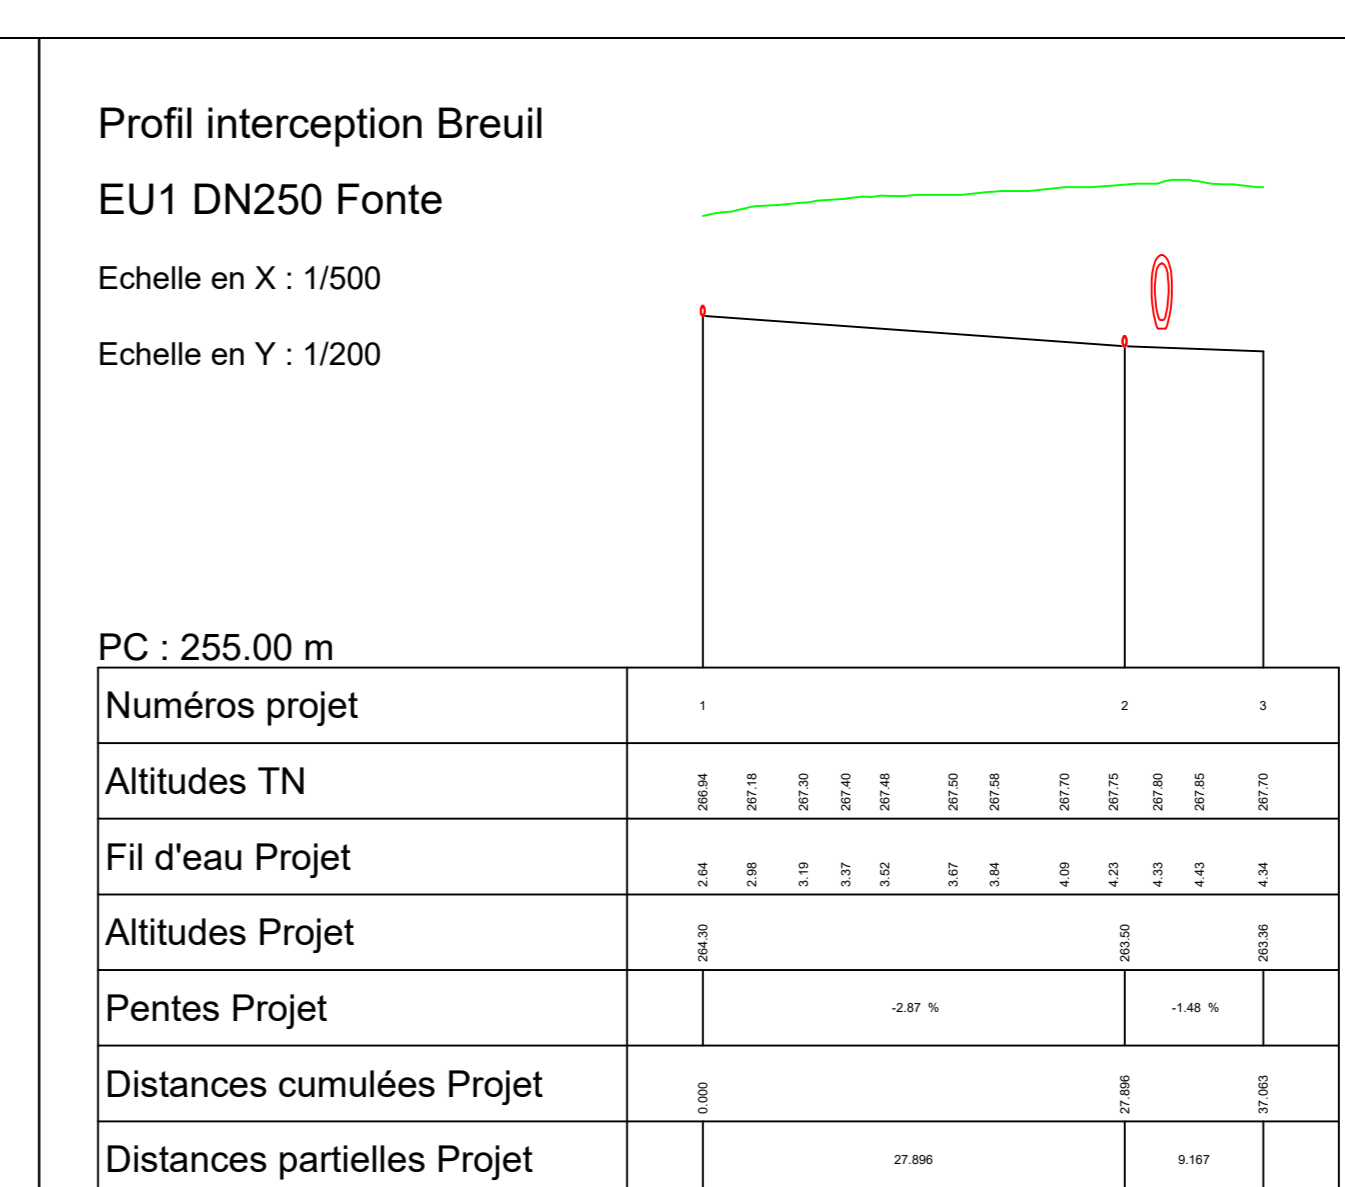 Profil interception Breuil
EU1 DN250 Fonte
Echelle en X : 1/500
Echelle en Y : 1/200
PC : 255.00 m
Numéros projet 1 2 3
Altitudes TN 266.94 267.18 267.30 267.40 267.48 267.50 267.58 267.70 267.75 267.80 267.85 267.70
Fil d'eau Projet 2.64 2.98 3.19 3.37 3.52 3.67 3.84 4.09 4.23 4.33 4.43 4.34
Altitudes Projet 264.30 263.50 263.36
Pentes Projet -2.87 % -1.48 %
Distances cumulées Projet 0.000 27.896 37.063
Distances partielles Projet 27.896 9.167